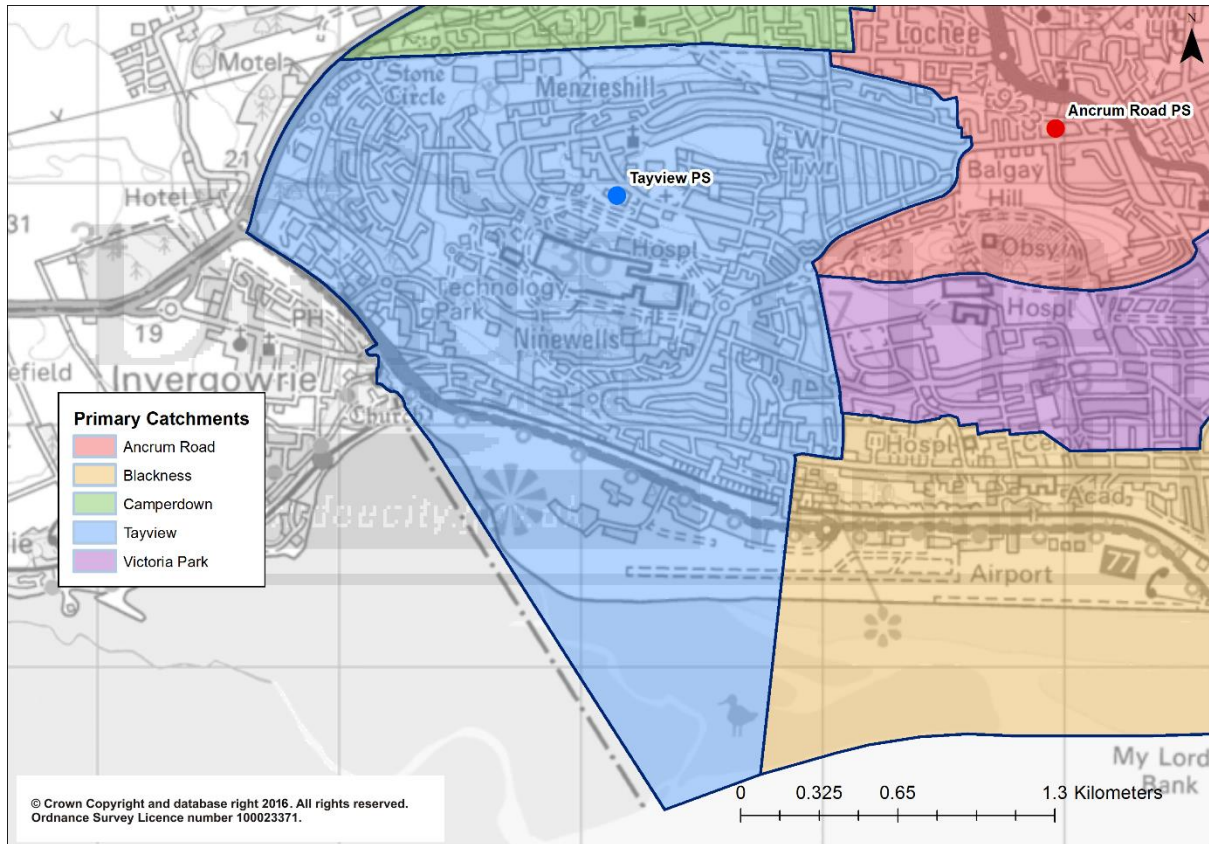 Motel
Stone
Circle
Menzieshill
Lochee
N
Ancrum Road PS
W
Twr
Balgay
Hill
Tayview PS
21
Hotel
31
Obsy
Cemy
36
Hospl
Technology
Park
Ninewells
Hospl
PH
19
Invergowrie
Church
Primary Catchments
Ancrum Road
Blackness
Camperdown
Tayview
Victoria Park
Hospl
Cemy
Acad
Airport
77
My Lord
Bank
0 0.325 0.65 1.3 Kilometers
© Crown Copyright and database right 2016. All rights reserved.
Ordnance Survey Licence number 100023371.